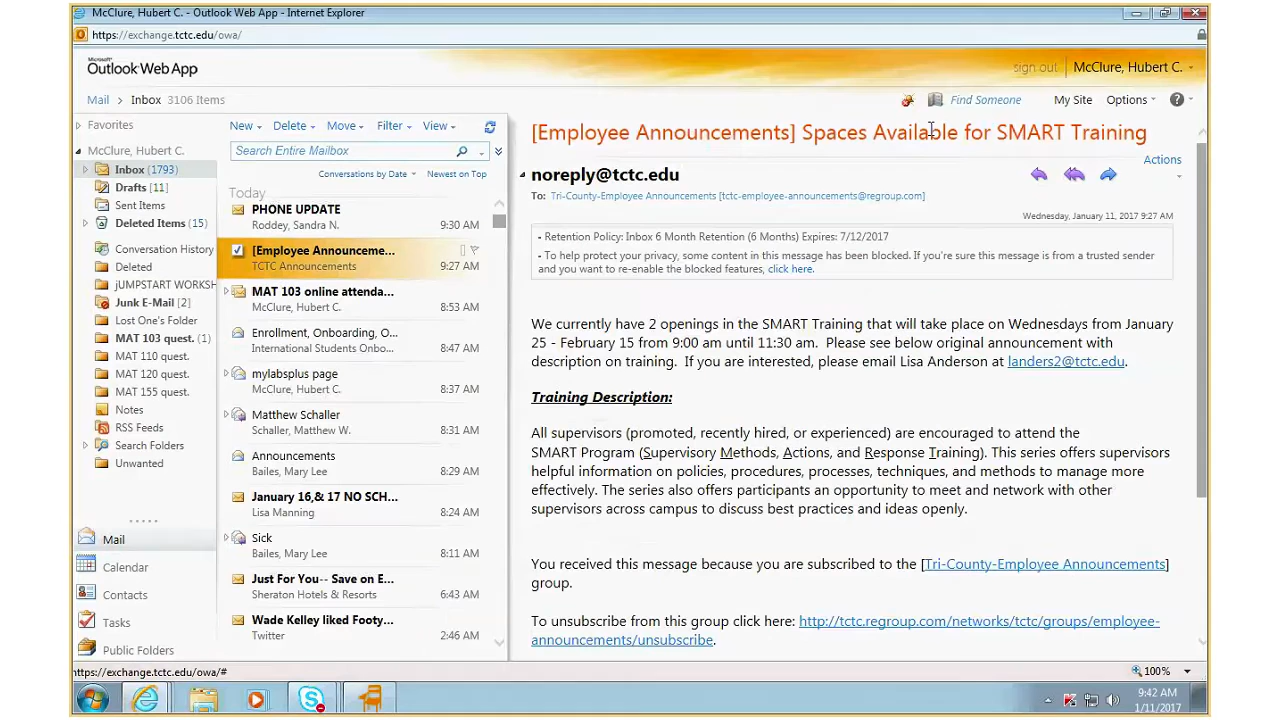 McClure, Hubert C. - Outlook Web App - Internet Explorer
https://exchange.tctc.edu/owa/
Microsoft
Outlook Web App
sign out McClure, Hubert C.
Mail > Inbox 3106 Items
Find Someone My Site Options
Favorites
McClure, Hubert C.
Inbox (1793)
Drafts [11]
Sent Items
Deleted Items (15)
Conversation History
Deleted
jUMPSTART WORKSH
Junk E-Mail [2]
Lost One's Folder
MAT 103 quest. (1)
MAT 110 quest.
MAT 120 quest.
MAT 155 quest.
Notes
RSS Feeds
Search Folders
Unwanted
Mail
Calendar
Contacts
Tasks
Public Folders
New Delete Move Filter View
Search Entire Mailbox
Conversations by Date Newest on Top
Today
PHONE UPDATE
Roddey, Sandra N. 9:30 AM
[Employee Announceme...
TCTC Announcements 9:27 AM
MAT 103 online attenda...
McClure, Hubert C. 8:53 AM
Enrollment, Onboarding, O...
International Students Onbo... 8:47 AM
mylabsplus page
McClure, Hubert C. 8:37 AM
Matthew Schaller
Schaller, Matthew W. 8:31 AM
Announcements
Bailes, Mary Lee 8:29 AM
January 16,& 17 NO SCH...
Lisa Manning 8:24 AM
Sick
Bailes, Mary Lee 8:11 AM
Just For You-- Save on E...
Sheraton Hotels & Resorts 6:43 AM
Wade Kelley liked Footy...
Twitter 2:46 AM
[Employee Announcements] Spaces Available for SMART Training
Actions
noreply@tctc.edu
To: Tri-County-Employee Announcements [tctc-employee-announcements@regroup.com]
Wednesday, January 11, 2017 9:27 AM
• Retention Policy: Inbox 6 Month Retention (6 Months) Expires: 7/12/2017
• To help protect your privacy, some content in this message has been blocked. If you're sure this message is from a trusted sender
and you want to re-enable the blocked features, click here.
We currently have 2 openings in the SMART Training that will take place on Wednesdays from January
25 - February 15 from 9:00 am until 11:30 am. Please see below original announcement with
description on training. If you are interested, please email Lisa Anderson at landers2@tctc.edu.
Training Description:
All supervisors (promoted, recently hired, or experienced) are encouraged to attend the
SMART Program (Supervisory Methods, Actions, and Response Training). This series offers supervisors
helpful information on policies, procedures, processes, techniques, and methods to manage more
effectively. The series also offers participants an opportunity to meet and network with other
supervisors across campus to discuss best practices and ideas openly.
You received this message because you are subscribed to the [Tri-County-Employee Announcements]
group.
To unsubscribe from this group click here: http://tctc.regroup.com/networks/tctc/groups/employee-
announcements/unsubscribe.
https://exchange.tctc.edu/owa/#
100%
9:42 AM
1/11/2017